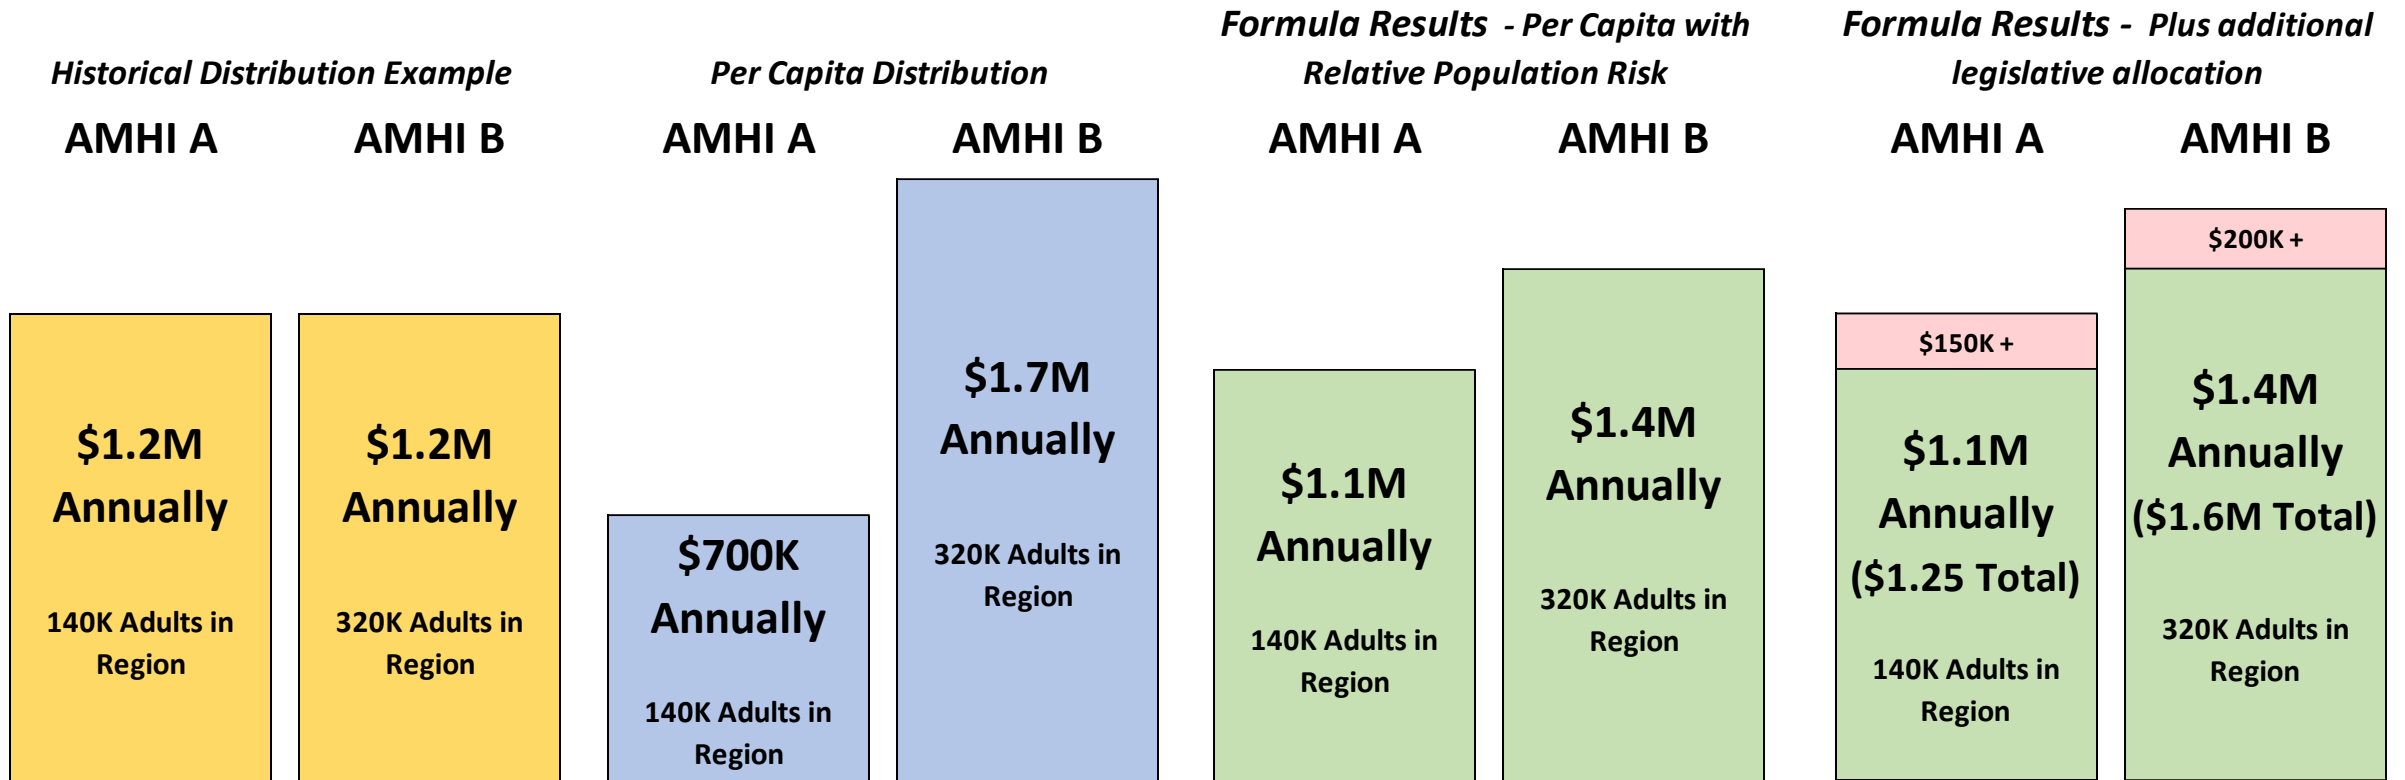 Historical Distribution Example
AMHI A
AMHI B
$1.2M
Annually
140K Adults in
Region
$1.2M
Annually
320K Adults in
Region
Per Capita Distribution
AMHI A
AMHI B
$700K
Annually
140K Adults in
Region
$1.7M
Annually
320K Adults in
Region
Formula Results - Per Capita with
Relative Population Risk
AMHI A
AMHI B
$1.1M
Annually
140K Adults in
Region
$1.4M
Annually
320K Adults in
Region
Formula Results - Plus additional
legislative allocation
AMHI A
AMHI B
$150K +
$1.1M
Annually
($1.25 Total)
140K Adults in
Region
$200K +
$1.4M
Annually
($1.6M Total)
320K Adults in
Region